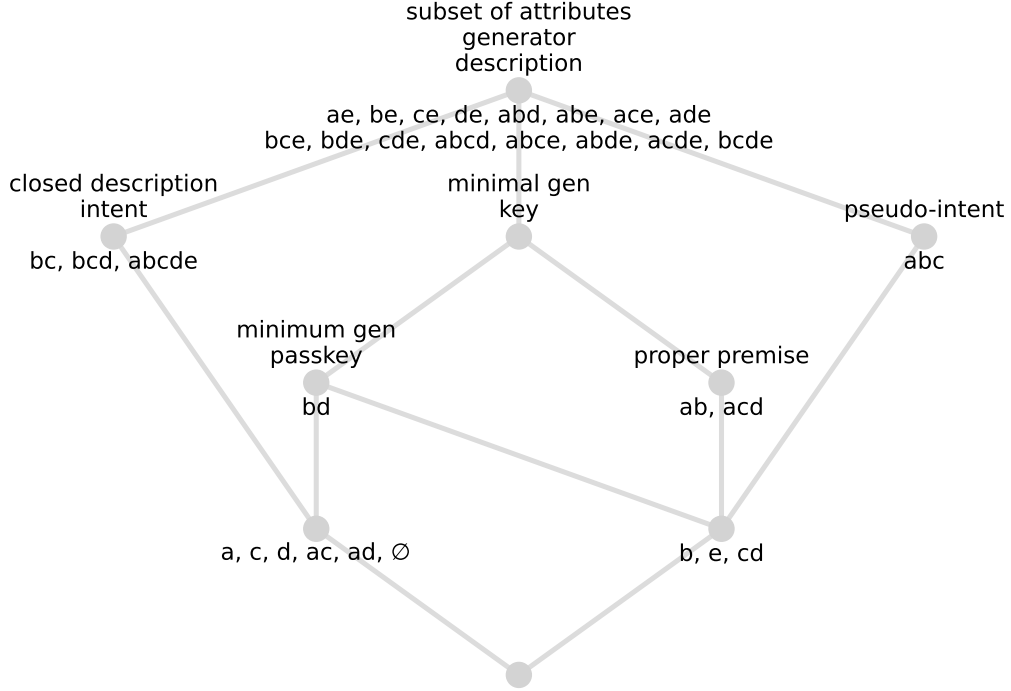 subset of attributes
generator
description
ae, be, ce, de, abd, abe, ace, ade
bce, bde, cde, abcd, abce, abde, acde, bcde
closed description
intent
bc, bcd, abcde
minimal gen
key
pseudo-intent
abc
minimum gen
passkey
bd
proper premise
ab, acd
a, c, d, ac, ad, ∅
b, e, cd